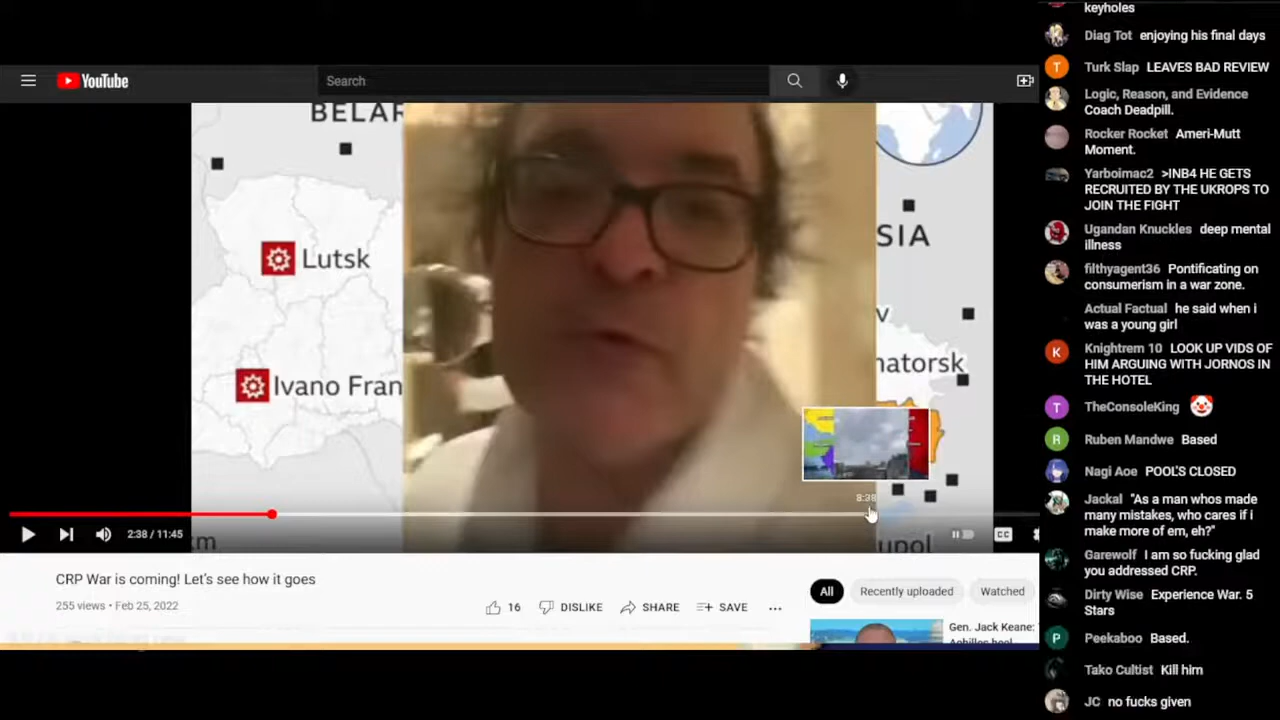 YouTube
Search
BELAR
Lutsk
Ivano Fran
SIA
v
natorsk
upol
8:38
2:38 / 11:45
CC
CRP War is coming! Let's see how it goes
255 views • Feb 25, 2022
16
DISLIKE
SHARE
SAVE
All
Recently uploaded
Watched
Gen. Jack Keane:
keyholes
Diag Tot enjoying his final days
T
Turk Slap LEAVES BAD REVIEW
Logic, Reason, and Evidence
Coach Deadpill.
Rocker Rocket Ameri-Mutt
Moment.
Yarboimac2 >INB4 HE GETS
RECRUITED BY THE UKROPS TO
JOIN THE FIGHT
Ugandan Knuckles deep mental
illness
filthyagent36 Pontificating on
consumerism in a war zone.
Actual Factual he said when i
was a young girl
K
Knightrem 10 LOOK UP VIDS OF
HIM ARGUING WITH JORNOS IN
THE HOTEL
T
TheConsoleKing 🤡
R
Ruben Mandwe Based
Nagi Aoe POOL'S CLOSED
Jackal "As a man whos made
many mistakes, who cares if i
make more of em, eh?"
Garewolf I am so fucking glad
you addressed CRP.
Dirty Wise Experience War. 5
Stars
P
Peekaboo Based.
Tako Cultist Kill him
JC no fucks given